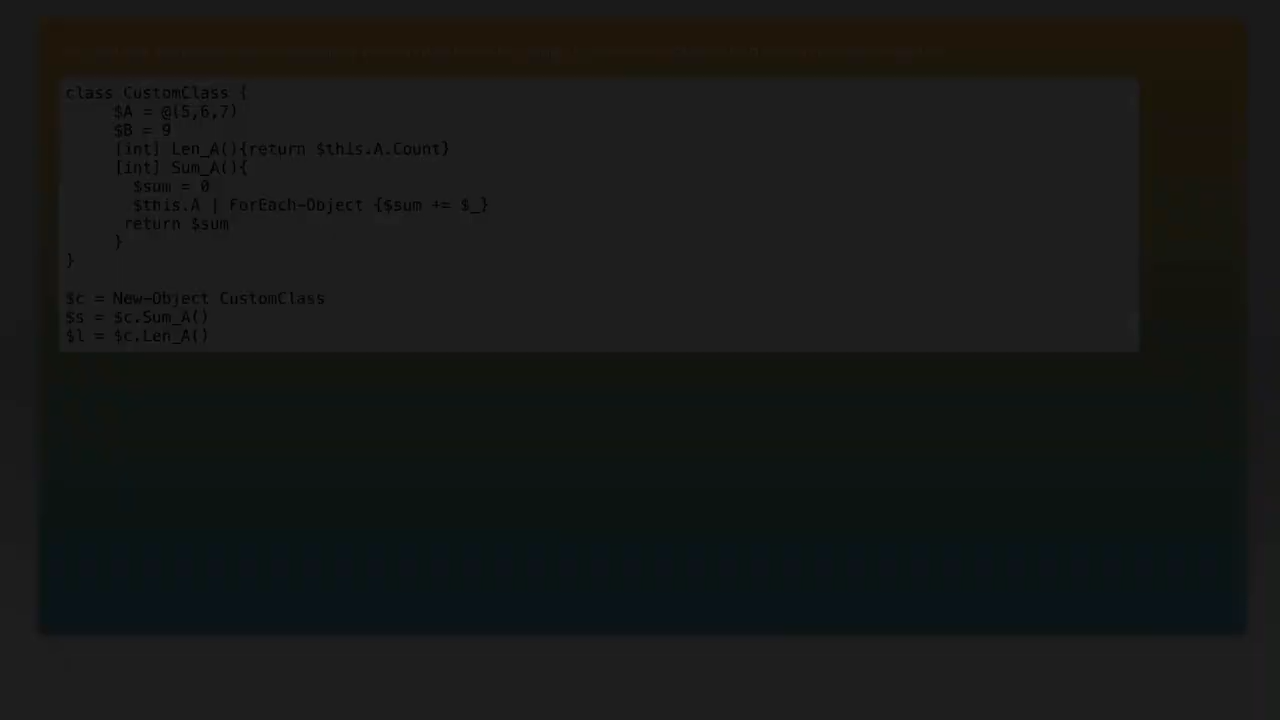 class CustomClass {
     $A = @(5,6,7)
     $B = 9
     [int] Len_A(){return $this.A.Count}
     [int] Sum_A(){
       $sum = 0
       $this.A | ForEach-Object {$sum += $_}
      return $sum
     }
}

$c = New-Object CustomClass
$s = $c.Sum_A()
$l = $c.Len_A()